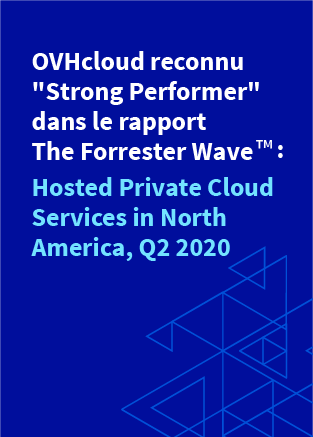 OVHcloud reconnu
"Strong Performer"
dans le rapport
The Forrester Wave™ :
Hosted Private Cloud
Services in North
America, Q2 2020